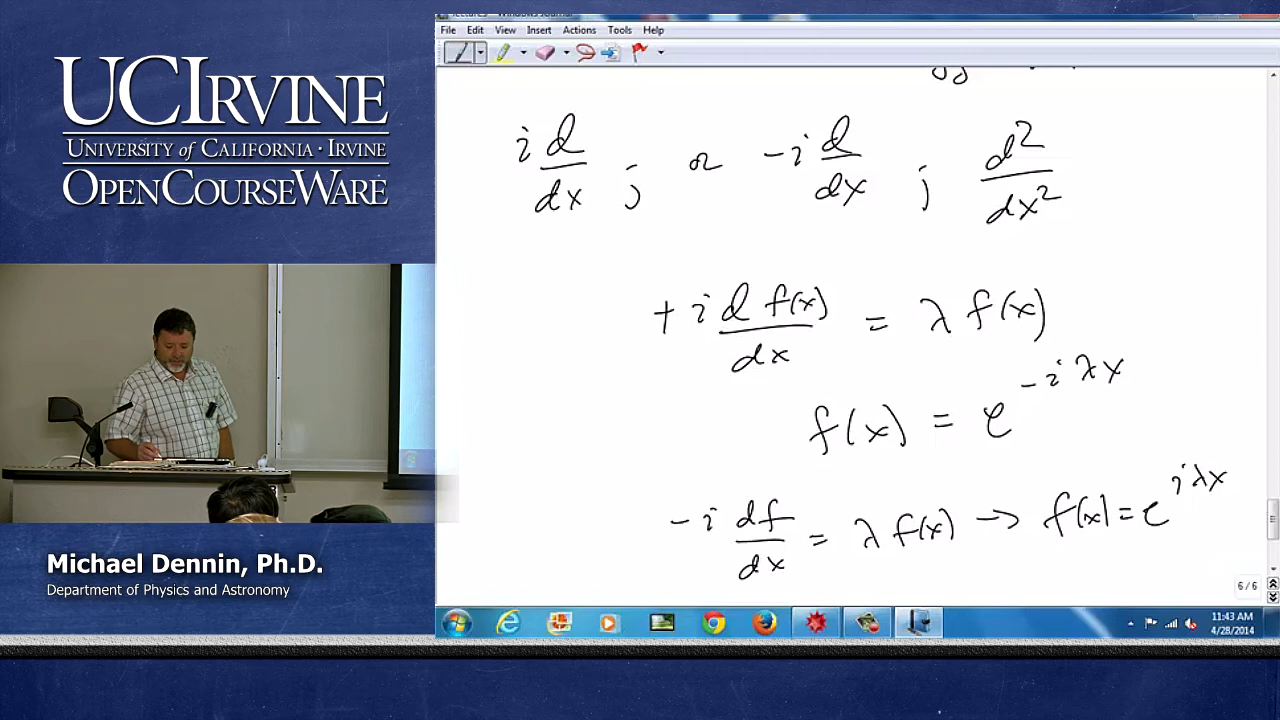 UCIRVINE
UNIVERSITY of CALIFORNIA · IRVINE
OPENCOURSEWARE
Michael Dennin, Ph.D.
Department of Physics and Astronomy
File Edit View Insert Actions Tools Help
i d/dx ; or -i d/dx ; d²/dx²
+i d f(x)/dx = λ f(x)
f(x) = e^{-iλx}
-i df/dx = λ f(x) → f(x) = e^{iλx}
6 / 6
11:43 AM
4/28/2014